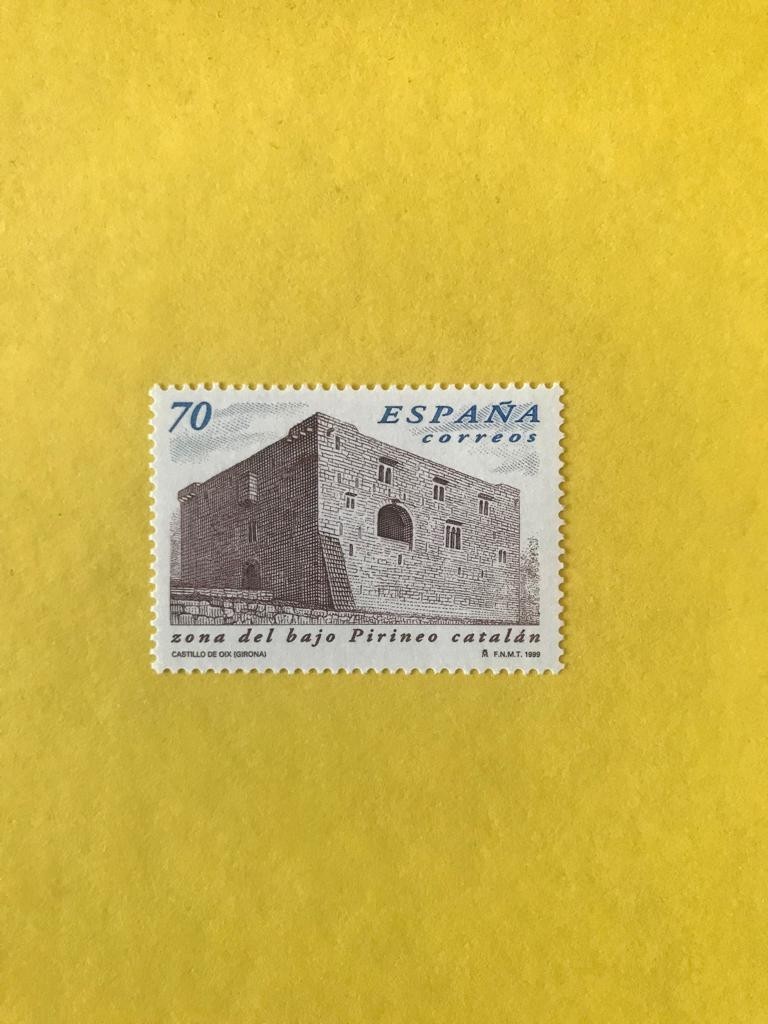 70
ESPAÑA
correos
zona del bajo Pirineo catalán
CASTILLO DE OIX (GIRONA)
F.N.M.T. 1999